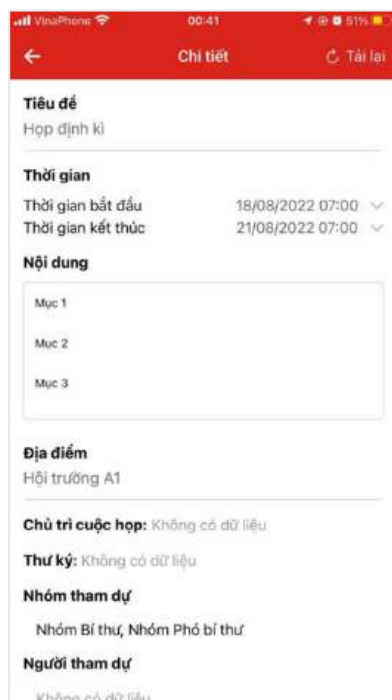 VinaPhone 00:41 51%
Chi tiết Tải lại
Tiêu đề
Họp định kì
Thời gian
Thời gian bắt đầu 18/08/2022 07:00
Thời gian kết thúc 21/08/2022 07:00
Nội dung
Mục 1
Mục 2
Mục 3
Địa điểm
Hội trường A1
Chủ trì cuộc họp: Không có dữ liệu
Thư ký: Không có dữ liệu
Nhóm tham dự
Nhóm Bí thư, Nhóm Phó bí thư
Người tham dự
Không có dữ liệu